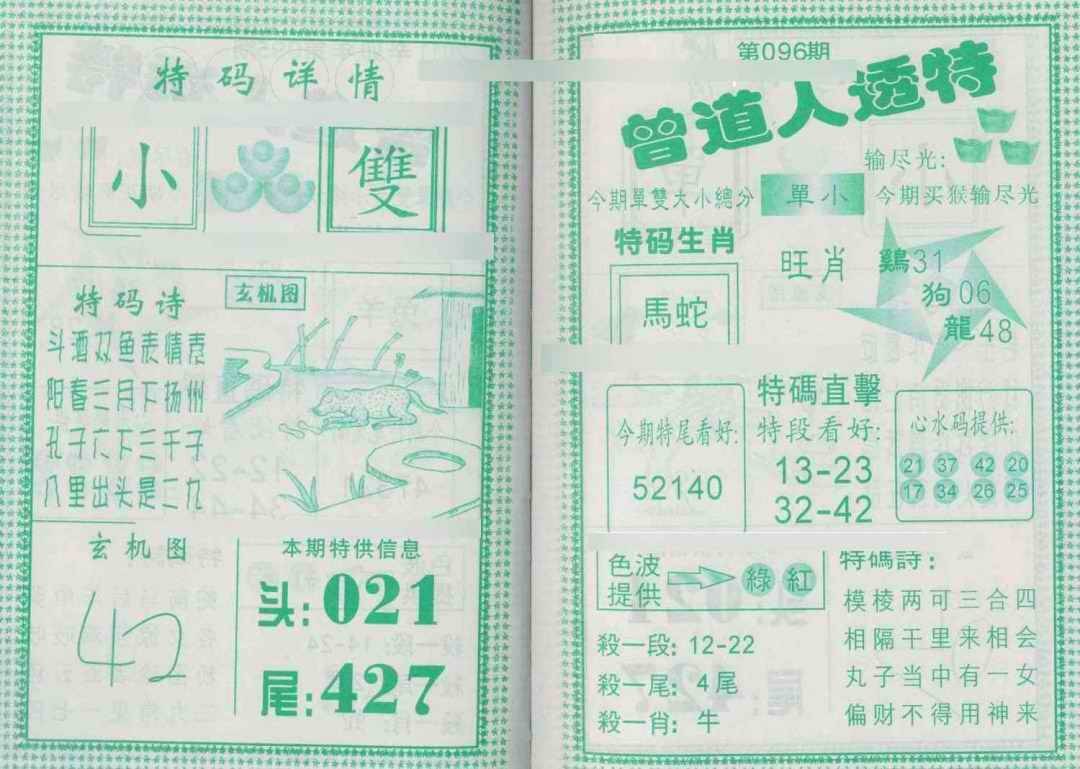 特码详情
小
雙
特码诗
斗酒双鱼表情表
阳春三月下扬州
孔子六下三千子
八里出头是二九
玄机图
玄机图
42
本期特供信息
头:021
尾:427
第096期
曾道人透特
输尽光:
今期單雙大小總分
單小
今期买猴输尽光
特码生肖
馬蛇
旺肖
鷄31
狗06
龍48
今期特尾看好:
52140
特碼直擊
特段看好:
13-23
32-42
心水码提供:
21 37 42 20
17 34 26 25
色波
提供
綠紅
殺一段: 12-22
殺一尾: 4尾
殺一肖: 牛
特碼詩:
模棱两可三合四
相隔千里来相会
丸子当中有一女
偏财不得用神来